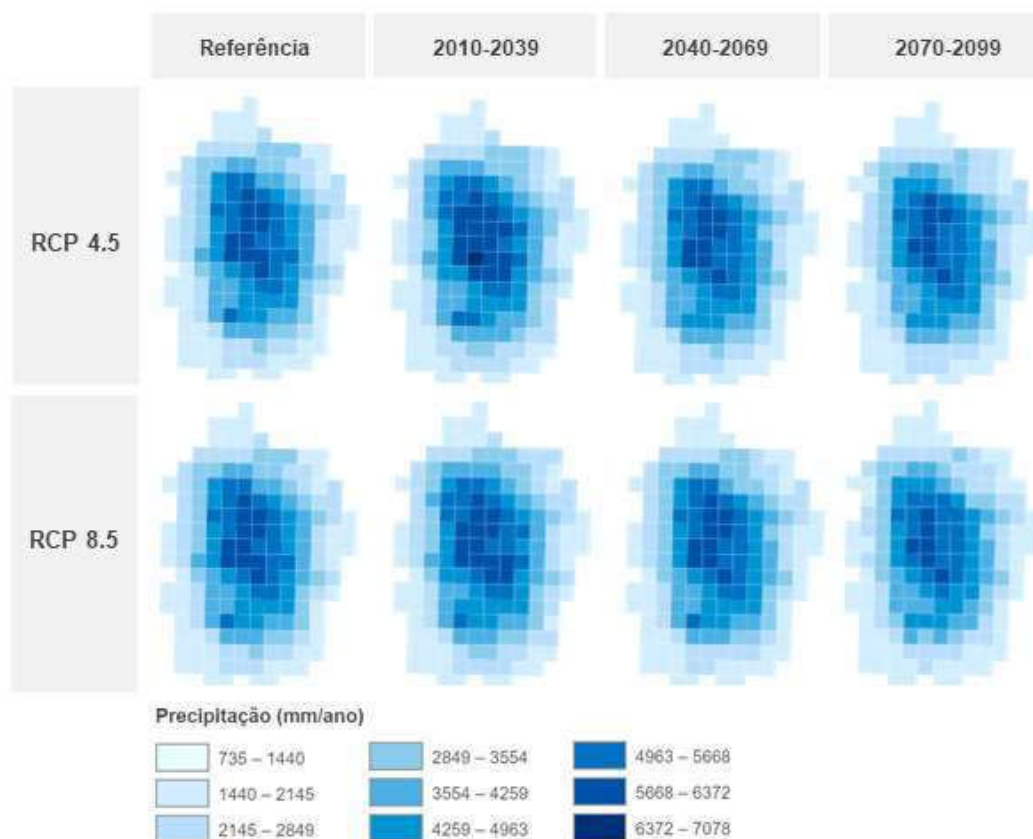 Referência 2010-2039 2040-2069 2070-2099
RCP 4.5
RCP 8.5
Precipitação (mm/ano)
735 – 1440 2849 – 3554 4963 – 5668
1440 – 2145 3554 – 4259 5668 – 6372
2145 – 2849 4259 – 4963 6372 – 7078